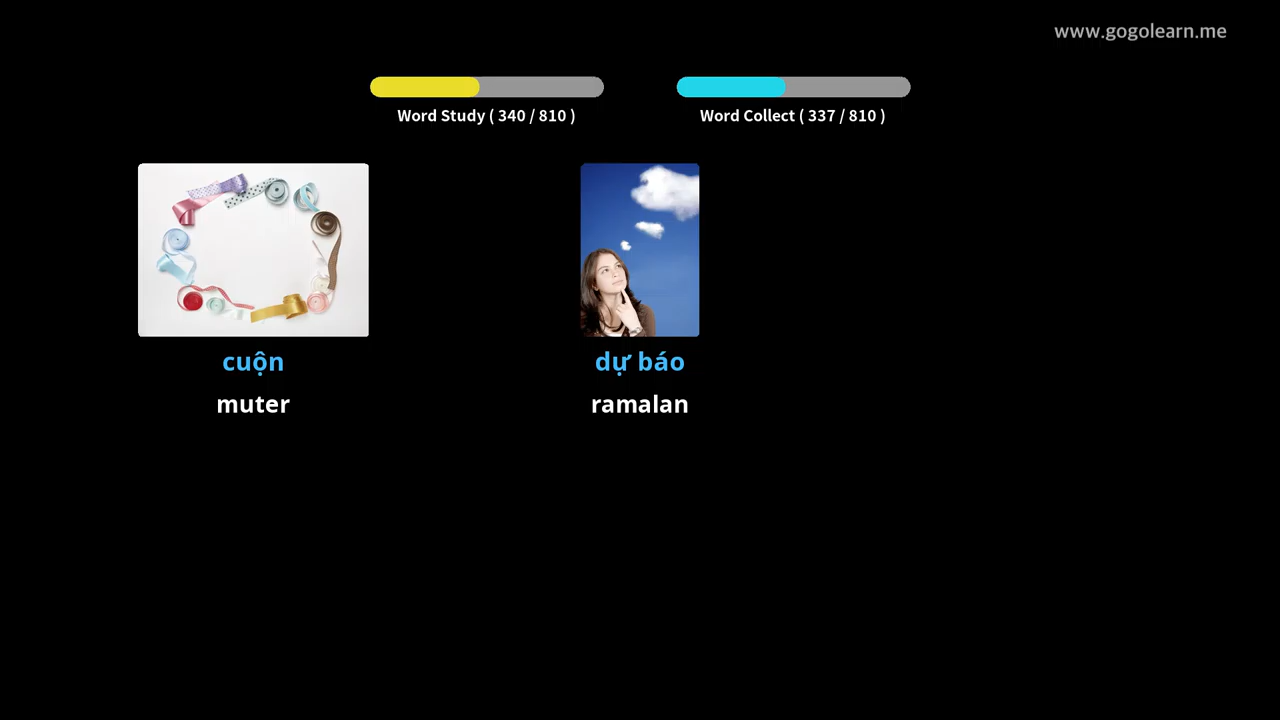 www.gogolearn.me
Word Study ( 340 / 810 )
Word Collect ( 337 / 810 )
cuộn
dự báo
muter
ramalan